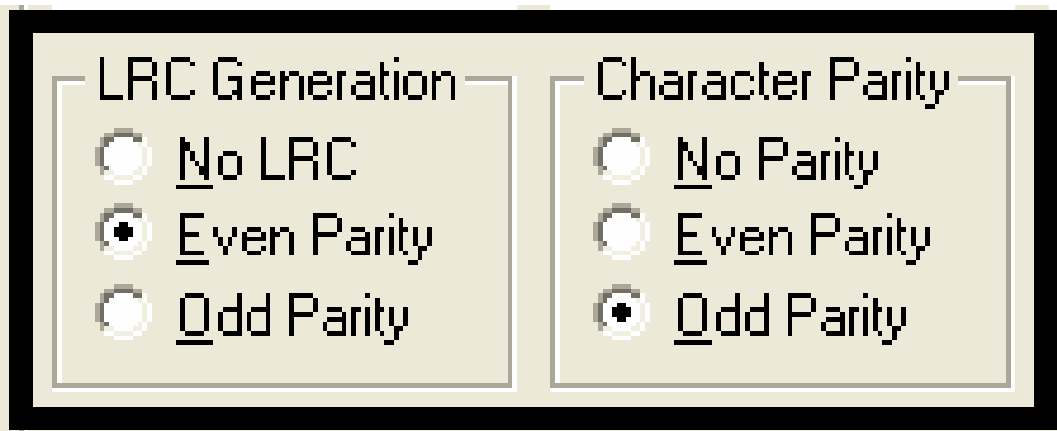 LRC Generation
No LRC
Even Parity
Odd Parity
Character Parity
No Parity
Even Parity
Odd Parity